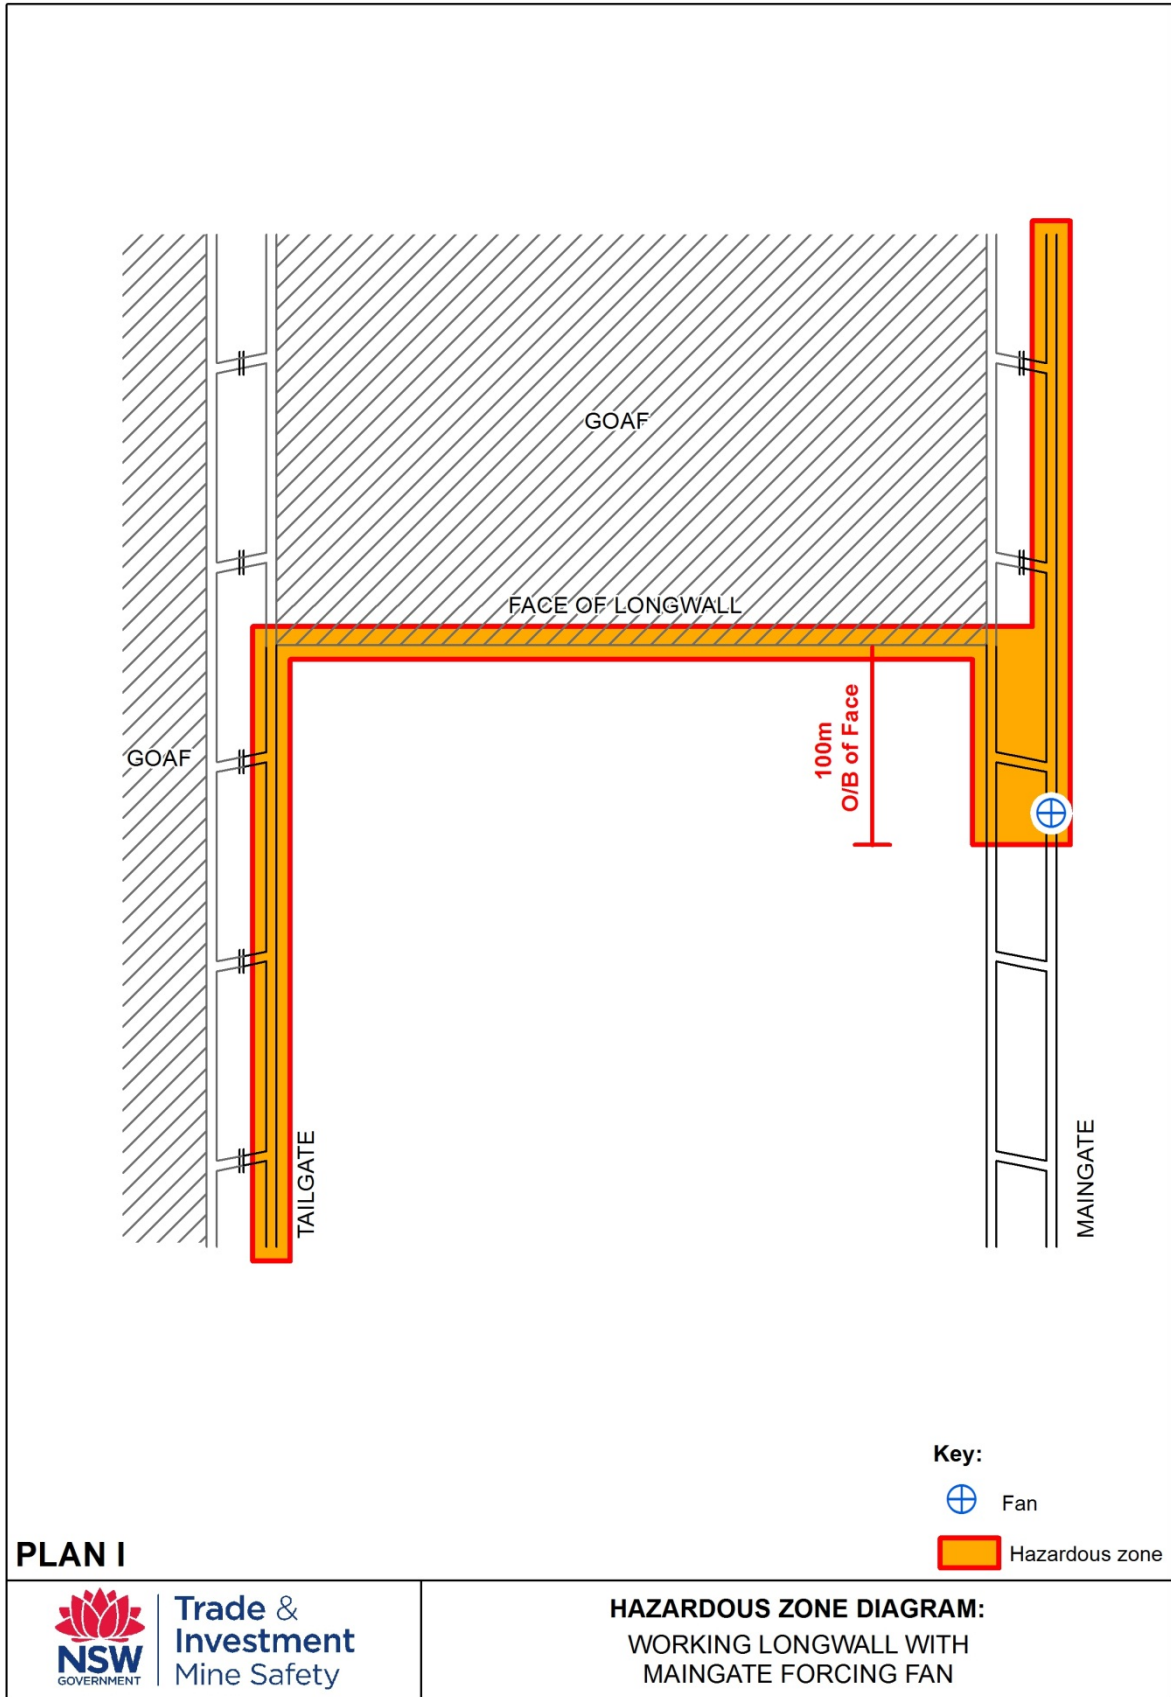 GOAF
FACE OF LONGWALL
GOAF
100m
O/B of Face
TAILGATE
MAINGATE
Key:
Fan
Hazardous zone
PLAN I
NSW
GOVERNMENT
Trade &
Investment
Mine Safety
HAZARDOUS ZONE DIAGRAM:
WORKING LONGWALL WITH
MAINGATE FORCING FAN